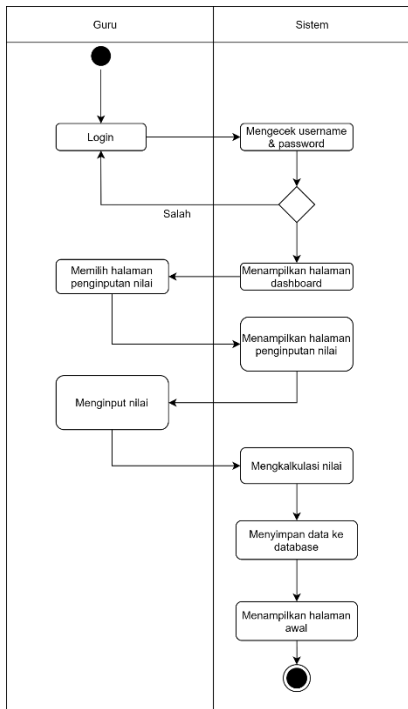 Guru
Sistem
Login
Mengecek username
& password
Salah
Memilih halaman
penginputan nilai
Menampilkan halaman
dashboard
Menampilkan halaman
penginputan nilai
Menginput nilai
Mengkalkulasi nilai
Menyimpan data ke
database
Menampilkan halaman
awal